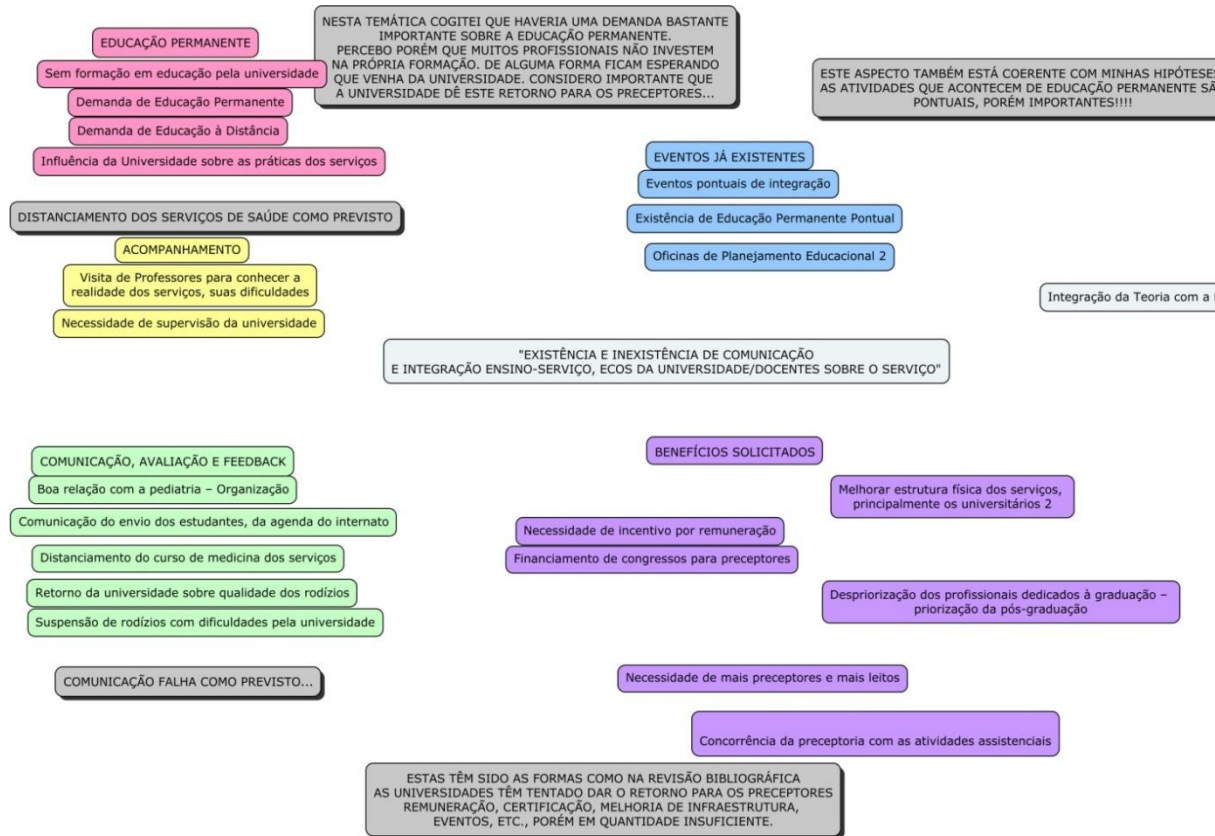 NESTA TEMÁTICA COGITEI QUE HAVERIA UMA DEMANDA BASTANTE
IMPORTANTE SOBRE A EDUCAÇÃO PERMANENTE.
PERCEBO PORÉM QUE MUITOS PROFISSIONAIS NÃO INVESTEM
NA PRÓPRIA FORMAÇÃO. DE ALGUMA FORMA FICAM ESPERANDO
QUE VENHA DA UNIVERSIDADE. CONSIDERO IMPORTANTE QUE
A UNIVERSIDADE DÊ ESTE RETORNO PARA OS PRECEPTORES...
EDUCAÇÃO PERMANENTE
Sem formação em educação pela universidade
Demanda de Educação Permanente
Demanda de Educação à Distância
Influência da Universidade sobre as práticas dos serviços
ESTE ASPECTO TAMBÉM ESTÁ COERENTE COM MINHAS HIPÓTESES
AS ATIVIDADES QUE ACONTECEM DE EDUCAÇÃO PERMANENTE
PONTUAIS, PORÉM IMPORTANTES!!!!
EVENTOS JÁ EXISTENTES
Eventos pontuais de integração
Existência de Educação Permanente Pontual
Oficinas de Planejamento Educacional 2
DISTANCIAMENTO DOS SERVIÇOS DE SAÚDE COMO PREVISTO
ACOMPANHAMENTO
Visita de Professores para conhecer a
realidade dos serviços, suas dificuldades
Necessidade de supervisão da universidade
Integração da Teoria com a
"EXISTÊNCIA E INEXISTÊNCIA DE COMUNICAÇÃO
E INTEGRAÇÃO ENSINO-SERVIÇO, ECOS DA UNIVERSIDADE/DOCENTES SOBRE O SERVIÇO"
COMUNICAÇÃO, AVALIAÇÃO E FEEDBACK
Boa relação com a pediatria – Organização
Comunicação do envio dos estudantes, da agenda do internato
Distanciamento do curso de medicina dos serviços
Retorno da universidade sobre qualidade dos rodízios
Suspensão de rodízios com dificuldades pela universidade
COMUNICAÇÃO FALHA COMO PREVISTO...
BENEFÍCIOS SOLICITADOS
Melhorar estrutura física dos serviços,
principalmente os universitários 2
Necessidade de incentivo por remuneração
Financiamento de congressos para preceptores
Despriorização dos profissionais dedicados à graduação –
priorização da pós-graduação
Necessidade de mais preceptores e mais leitos
Concorrência da preceptoria com as atividades assistenciais
ESTAS TÊM SIDO AS FORMAS COMO NA REVISÃO BIBLIOGRÁFICA
AS UNIVERSIDADES TÊM TENTADO DAR O RETORNO PARA OS PRECEPTORES
REMUNERAÇÃO, CERTIFICAÇÃO, MELHORIA DE INFRAESTRUTURA,
EVENTOS, ETC., PORÉM EM QUANTIDADE INSUFICIENTE.